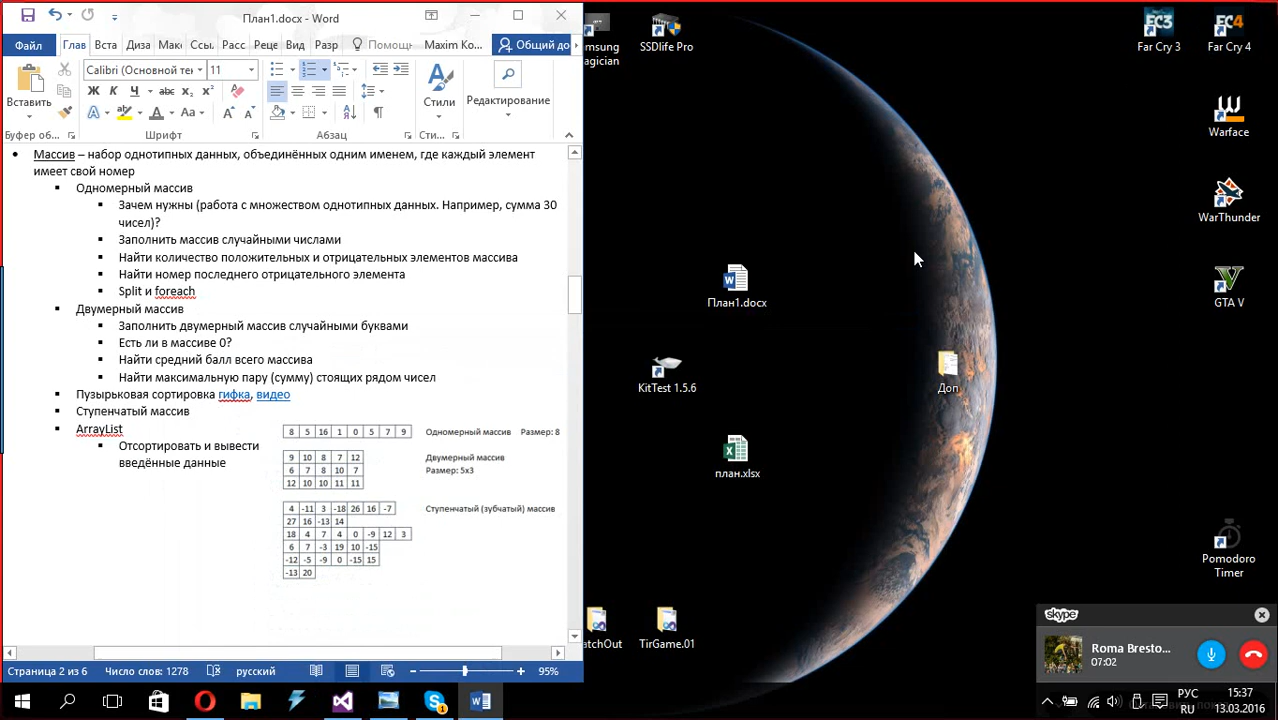 План1.docx - Word
Файл
Глав
Вста
Диза
Мак
Ссы
Расс
Реце
Вид
Разр
Помощн
Maxim Ko...
Общий до
Вставить
Буфер об...
Calibri (Основной тек
11
Ж К Ч abc x₂ x²
Aa
Шрифт
Абзац
Стили
Сти...
Редактирование
Массив – набор однотипных данных, объединённых одним именем, где каждый элемент
имеет свой номер
Одномерный массив
Зачем нужны (работа с множеством однотипных данных. Например, сумма 30
чисел)?
Заполнить массив случайными числами
Найти количество положительных и отрицательных элементов массива
Найти номер последнего отрицательного элемента
Split и foreach
Двумерный массив
Заполнить двумерный массив случайными буквами
Есть ли в массиве 0?
Найти средний балл всего массива
Найти максимальную пару (сумму) стоящих рядом чисел
Пузырьковая сортировка гифка, видео
Ступенчатый массив
ArrayList
Отсортировать и вывести
введённые данные
8 5 16 1 0 5 7 9 Одномерный массив Размер: 8
9 10 8 7 12 Двумерный массив
6 7 8 10 7 Размер: 5x3
12 10 10 11 11
4 -11 3 -18 26 16 -7 Ступенчатый (зубчатый) массив
27 16 -13 14
18 4 7 4 0 -9 12 3
6 7 -3 19 10 -15
-12 -5 -9 0 -15 15
-13 20
Страница 2 из 6
Число слов: 1278
русский
95%
msung
agician
SSDlife Pro
Far Cry 3
Far Cry 4
Warface
WarThunder
GTA V
План1.docx
KitTest 1.5.6
Доп
план.xlsx
atchOut
TirGame.01
Pomodoro
Timer
skype
Roma Bresto...
07:02
РУС
RU
15:37
13.03.2016